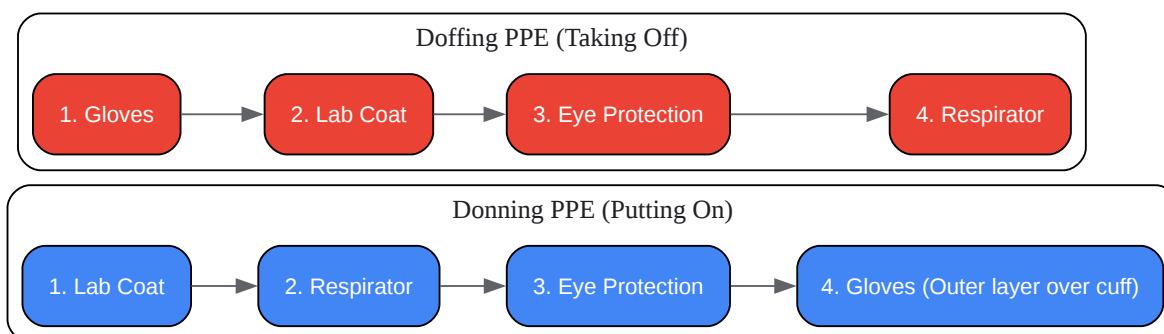 Doffing PPE (Taking Off)
1. Gloves
2. Lab Coat
3. Eye Protection
4. Respirator
Donning PPE (Putting On)
1. Lab Coat
2. Respirator
3. Eye Protection
4. Gloves (Outer layer over cuff)